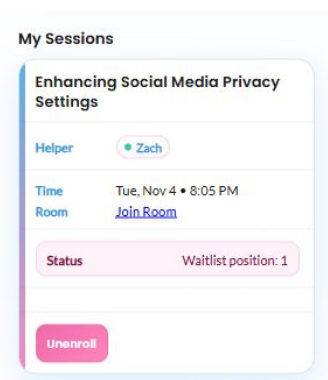 My Sessions
Enhancing Social Media Privacy
Settings
Helper Zach
Time Tue, Nov 4 • 8:05 PM
Room Join Room
Status Waitlist position: 1
Unenroll